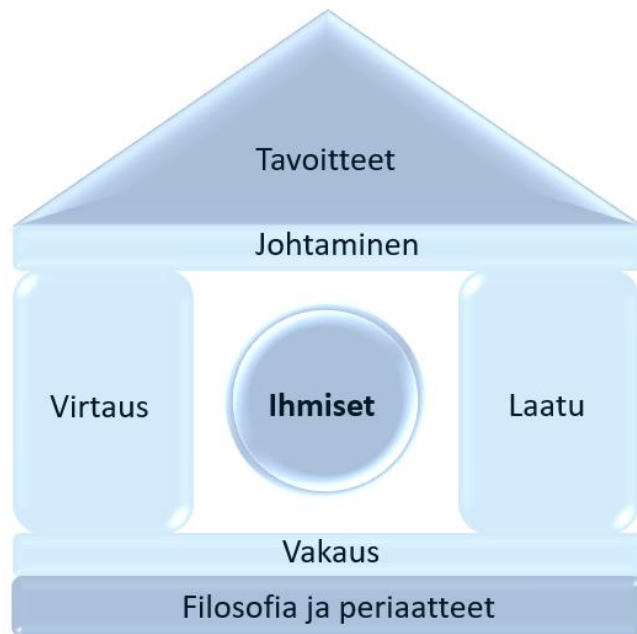 Tavoitteet
Johtaminen
Virtaus
Ihmiset
Laatu
Vakaus
Filosofia ja periaatteet